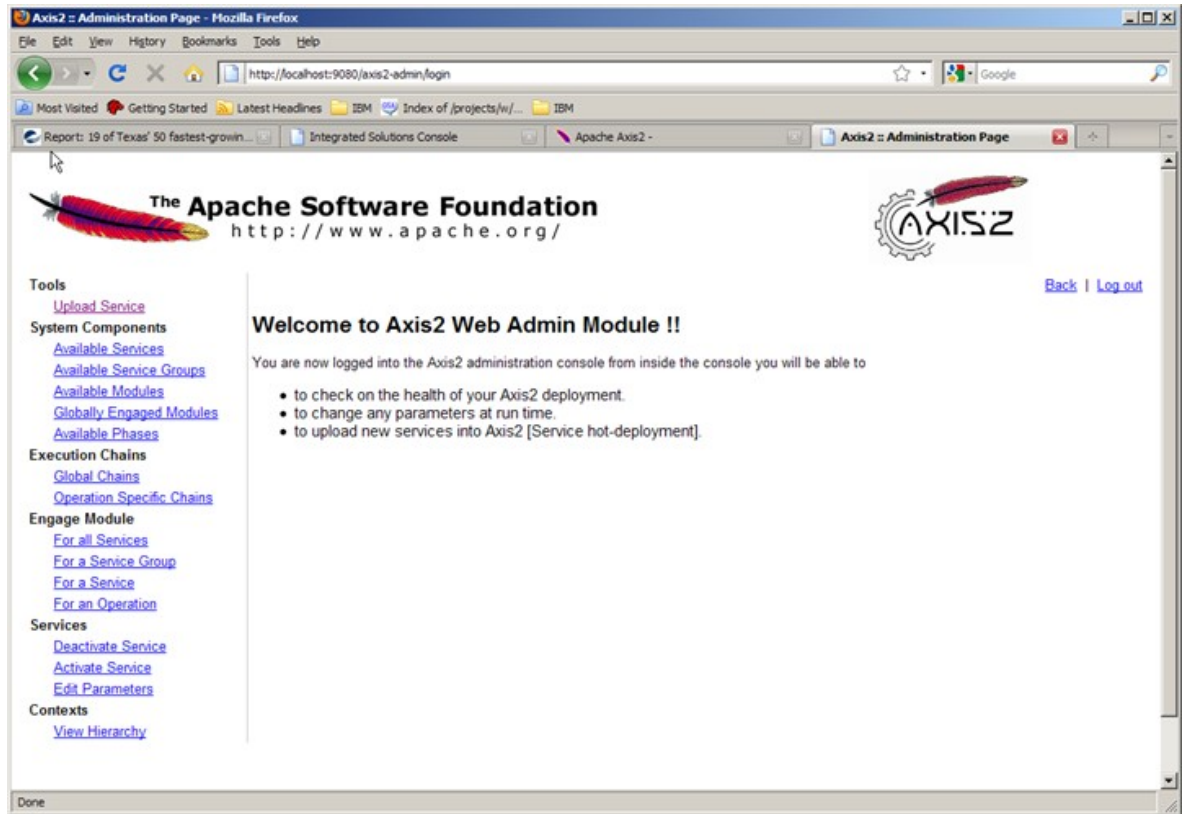 Axis2 :: Administration Page - Mozilla Firefox
File Edit View History Bookmarks Tools Help
http://localhost:9080/axis2-admin/login
Google
Most Visited Getting Started Latest Headlines IBM Index of /projects/w/... IBM
Report: 19 of Texas' 50 fastest-growin... Integrated Solutions Console Apache Axis2 - Axis2 :: Administration Page
The Apache Software Foundation
http://www.apache.org/
AXIS2
Back | Log out
Tools
Upload Service
System Components
Available Services
Available Service Groups
Available Modules
Globally Engaged Modules
Available Phases
Execution Chains
Global Chains
Operation Specific Chains
Engage Module
For all Services
For a Service Group
For a Service
For an Operation
Services
Deactivate Service
Activate Service
Edit Parameters
Contexts
View Hierarchy
Welcome to Axis2 Web Admin Module !!
You are now logged into the Axis2 administration console from inside the console you will be able to
• to check on the health of your Axis2 deployment.
• to change any parameters at run time.
• to upload new services into Axis2 [Service hot-deployment].
Done